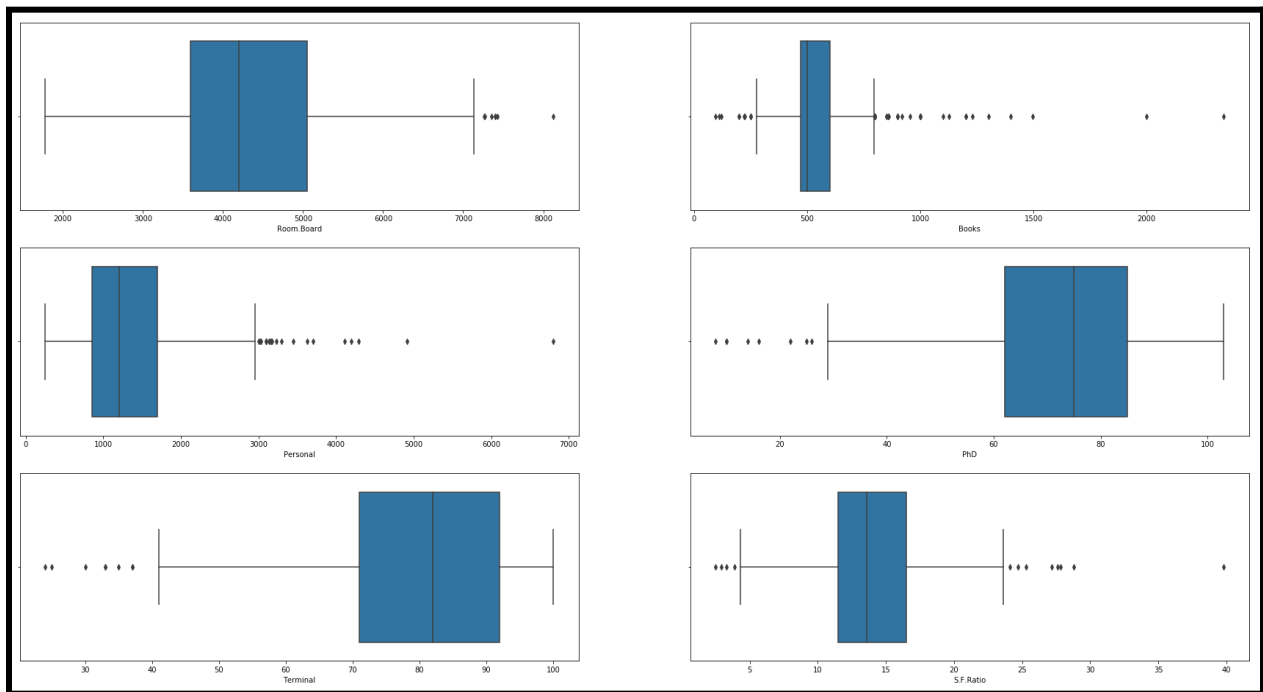 2000 3000 4000 5000 6000 7000 8000
Room.Board
0 500 1000 1500 2000
Books
0 1000 2000 3000 4000 5000 6000 7000
Personal
20 40 60 80 100
PhD
30 40 50 60 70 80 90 100
Terminal
5 10 15 20 25 30 35 40
S.F.Ratio